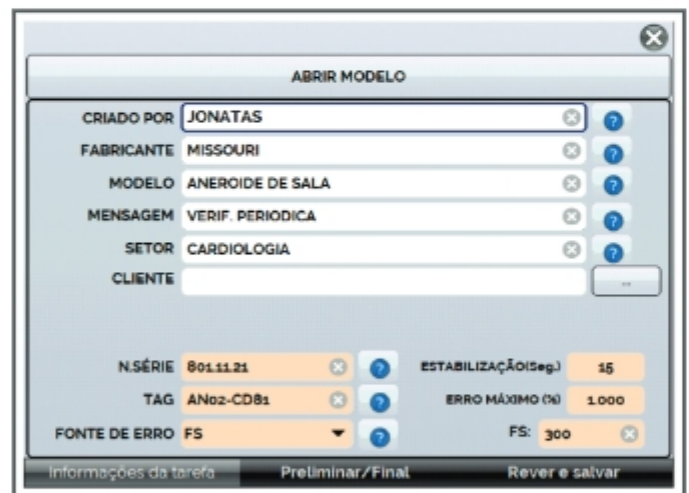 ABRIR MODELO
CRIADO POR JONATAS
FABRICANTE MISSOURI
MODELO ANEROIDE DE SALA
MENSAGEM VERIF. PERIODICA
SETOR CARDIOLOGIA
CLIENTE ...
N.SÉRIE 801.11.21 ESTABILIZAÇÃO(Seg.) 15
TAG AN02-CD81 ERRO MÁXIMO (%) 1.000
FONTE DE ERRO FS FS: 300
Informações da tarefa Preliminar/Final Rever e salvar